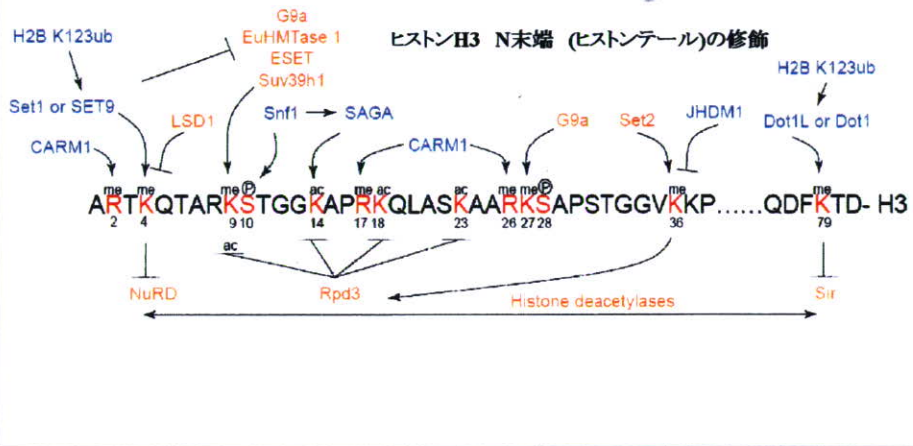 G9a
EuHMTase 1
ESET
Suv39h1
ヒストンH3 N末端 (ヒストンテール)の修飾
H2B K123ub
H2B K123ub
Set1 or SET9
LSD1
Snf1
SAGA
G9a
Set2
JHDM1
Dot1L or Dot1
CARM1
CARM1
me me me P ac me ac ac me me P me me
ARTKQTARKSTGGKAPRKQLASKAARKSAPSTGGVKKP......QDFKTD- H3
2 4 9 10 14 17 18 23 26 27 28 36 79
ac
NuRD
Rpd3
Histone deacetylases
Sir